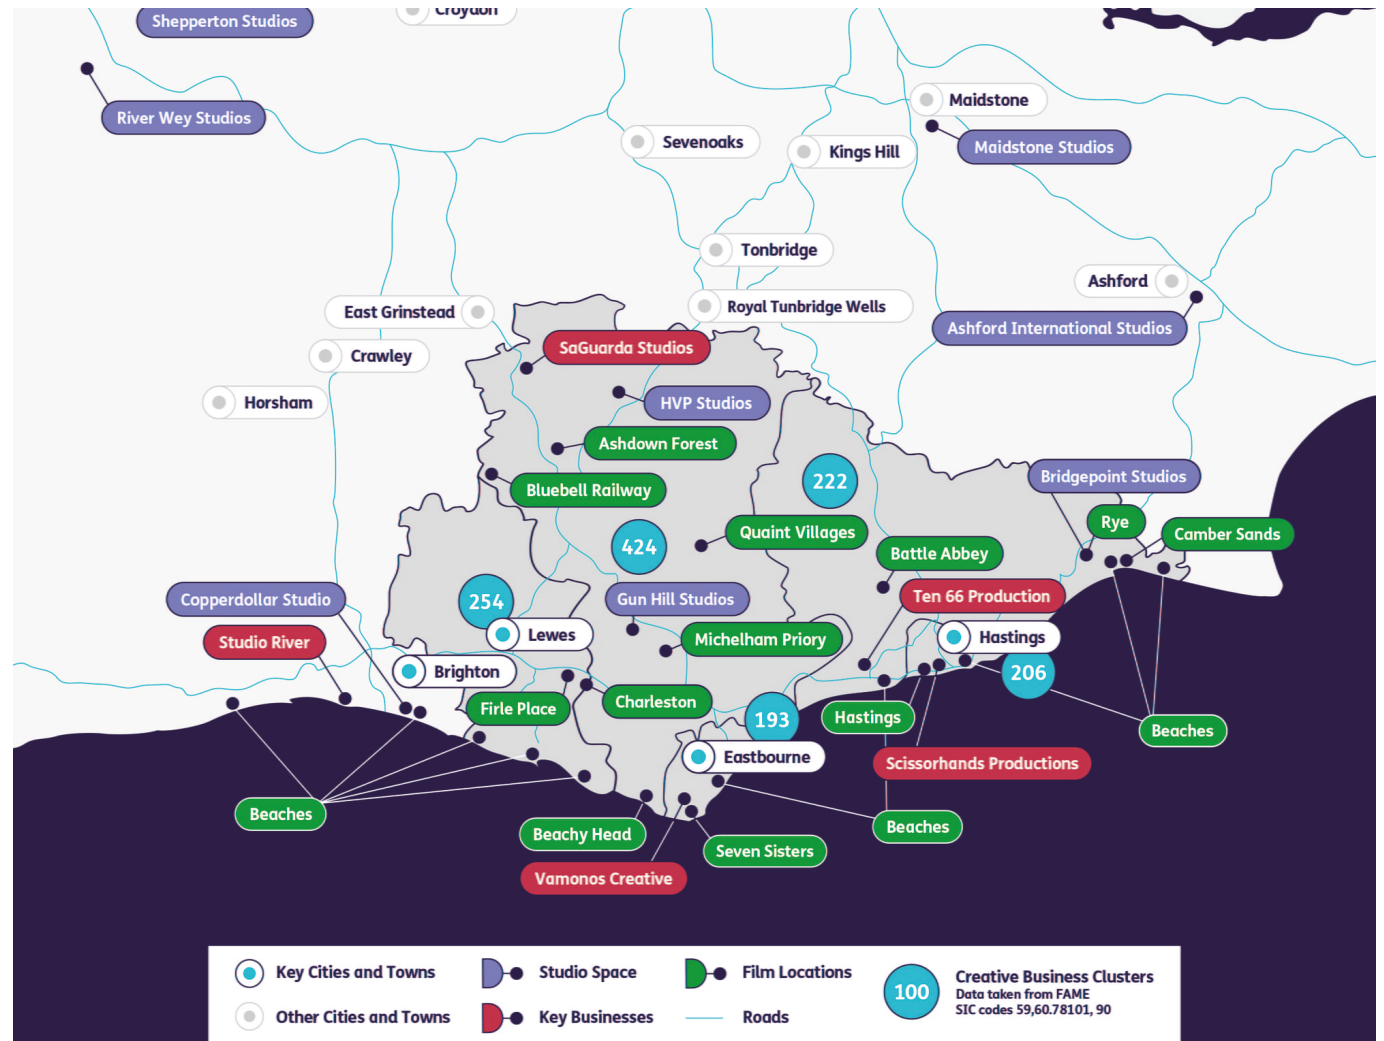 Shepperton Studios
Croydon
River Wey Studios
Maidstone
Sevenoaks
Kings Hill
Maidstone Studios
Tonbridge
Ashford
East Grinstead
Royal Tunbridge Wells
Ashford International Studios
SaGuarda Studios
Crawley
Horsham
HVP Studios
Ashdown Forest
Bluebell Railway
222
Bridgepoint Studios
Rye
Quaint Villages
Camber Sands
424
Battle Abbey
Copperdollar Studio
254
Gun Hill Studios
Ten 66 Production
Studio River
Lewes
Michelham Priory
Hastings
Brighton
206
Firle Place
Charleston
193
Hastings
Beaches
Eastbourne
Scissorhands Productions
Beaches
Beachy Head
Beaches
Seven Sisters
Vamonos Creative
Key Cities and Towns
Studio Space
Film Locations
100
Creative Business Clusters
Data taken from FAME
SIC codes 59,60.78101, 90
Other Cities and Towns
Key Businesses
Roads